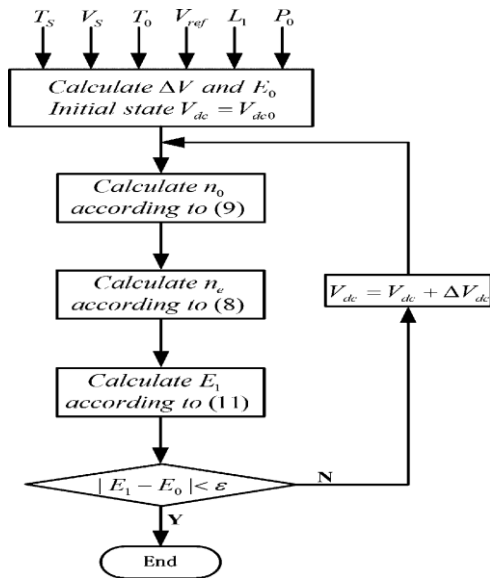 T_S V_S T_0 V_ref L_1 P_0
Calculate ΔV and E_0
Initial state V_dc = V_dc0
Calculate n_0
according to (9)
Calculate n_e
according to (8)
V_dc = V_dc + ΔV_dc
Calculate E_1
according to (11)
| E_1 − E_0 | < ε
N
Y
End